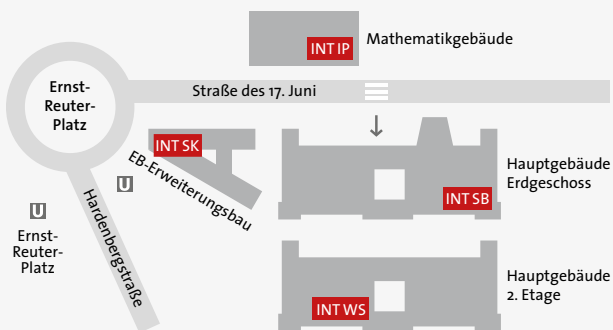 INT IP
Mathematikgebäude
Ernst-
Reuter-
Platz
Straße des 17. Juni
INT SK
EB-Erweiterungsbau
Hauptgebäude
Erdgeschoss
INT SB
U
U
Ernst-
Reuter-
Platz
Hardenbergstraße
Hauptgebäude
2. Etage
INT WS